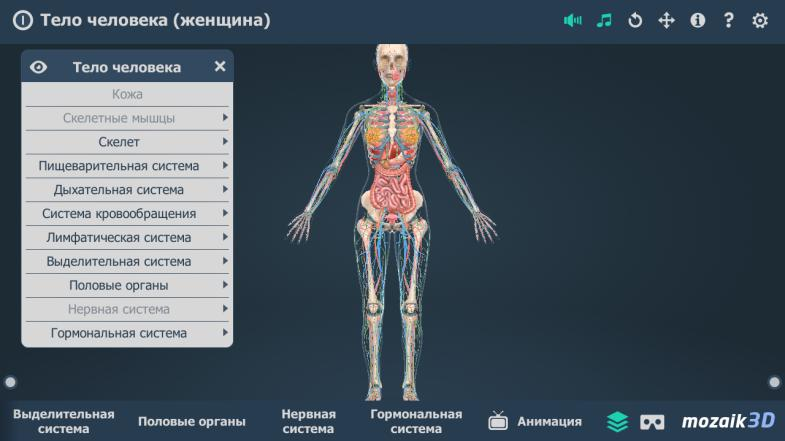 Тело человека (женщина)
Тело человека
Кожа
Скелетные мышцы
Скелет
Пищеварительная система
Дыхательная система
Система кровообращения
Лимфатическая система
Выделительная система
Половые органы
Нервная система
Гормональная система
Выделительная
система
Половые органы
Нервная
система
Гормональная
система
Анимация
mozaik3D